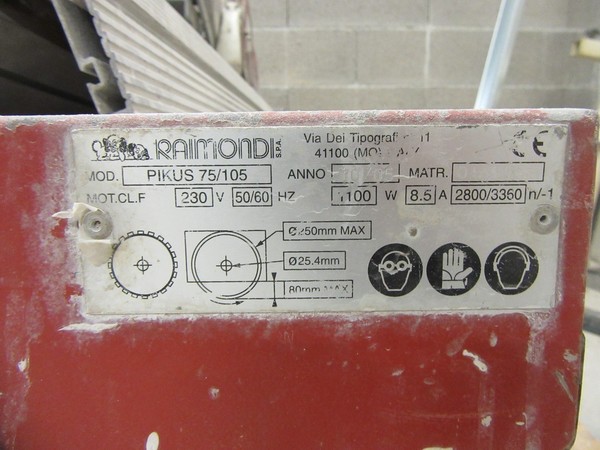 RAIMONDI S.P.A.
Via Dei Tipografi
41100
MOD. PIKUS 75/105 ANNO MATR.
MOT.CL.F 230 V 50/60 HZ 1100 W 8.5 A 2800/3360 n/-1
Ø250mm MAX
Ø25.4mm
80mm MAX
CE